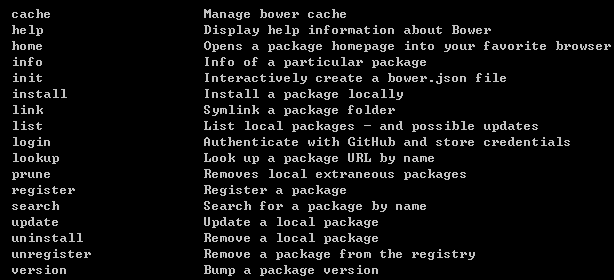 cache Manage bower cache
help Display help information about Bower
home Opens a package homepage into your favorite browser
info Info of a particular package
init Interactively create a bower.json file
install Install a package locally
link Symlink a package folder
list List local packages - and possible updates
login Authenticate with GitHub and store credentials
lookup Look up a package URL by name
prune Removes local extraneous packages
register Register a package
search Search for a package by name
update Update a local package
uninstall Remove a local package
unregister Remove a package from the registry
version Bump a package version